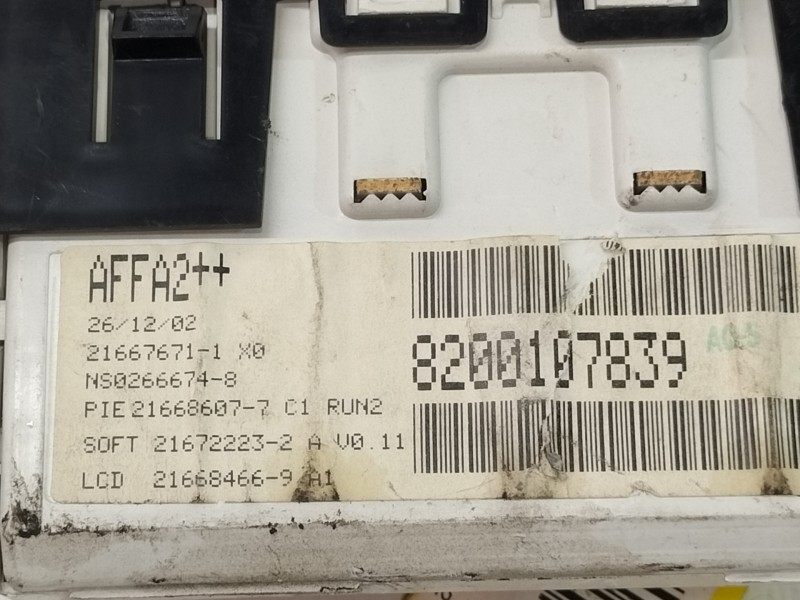 AFFA2++
26/12/02
21667671-1 X0
NS0266674-8
PIE 21668607-7 C1 RUN2
SOFT 21672223-2 A V0.11
LCD 21668466-9 A1
8200107839